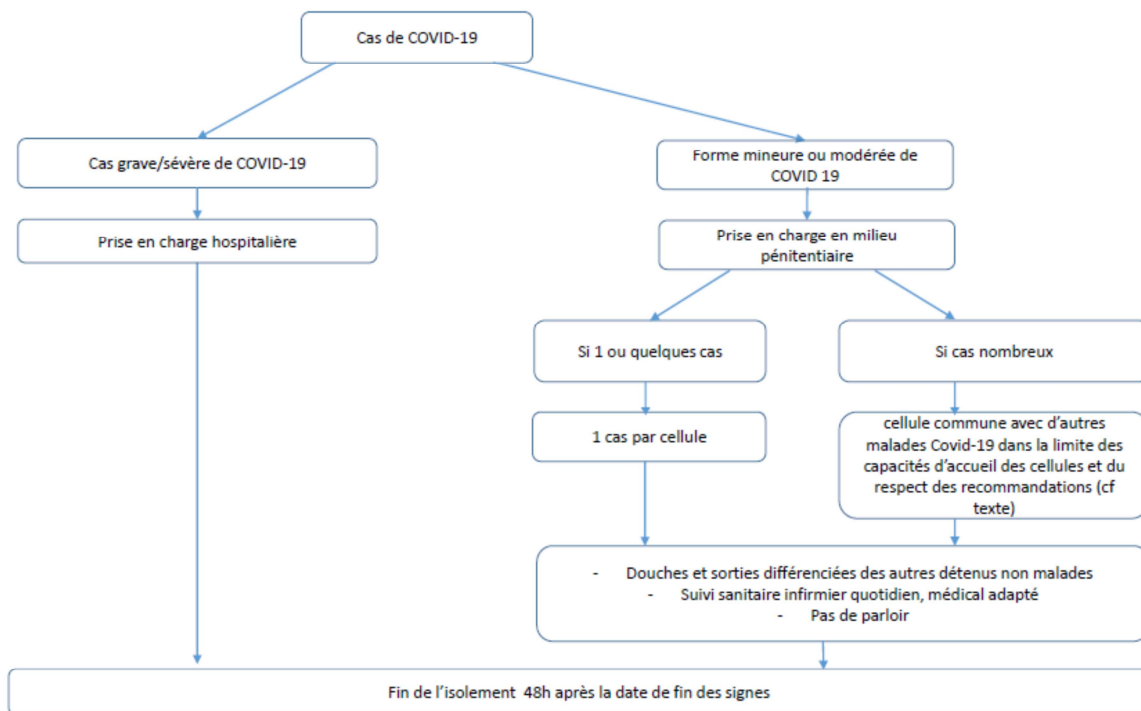 Cas de COVID-19
Cas grave/sévère de COVID-19
Forme mineure ou modérée de
COVID 19
Prise en charge hospitalière
Prise en charge en milieu
pénitentiaire
Si 1 ou quelques cas
Si cas nombreux
1 cas par cellule
cellule commune avec d'autres
malades Covid-19 dans la limite des
capacités d'accueil des cellules et du
respect des recommandations (cf
texte)
- Douches et sorties différenciées des autres détenus non malades
- Suivi sanitaire infirmier quotidien, médical adapté
- Pas de parloir
Fin de l'isolement 48h après la date de fin des signes